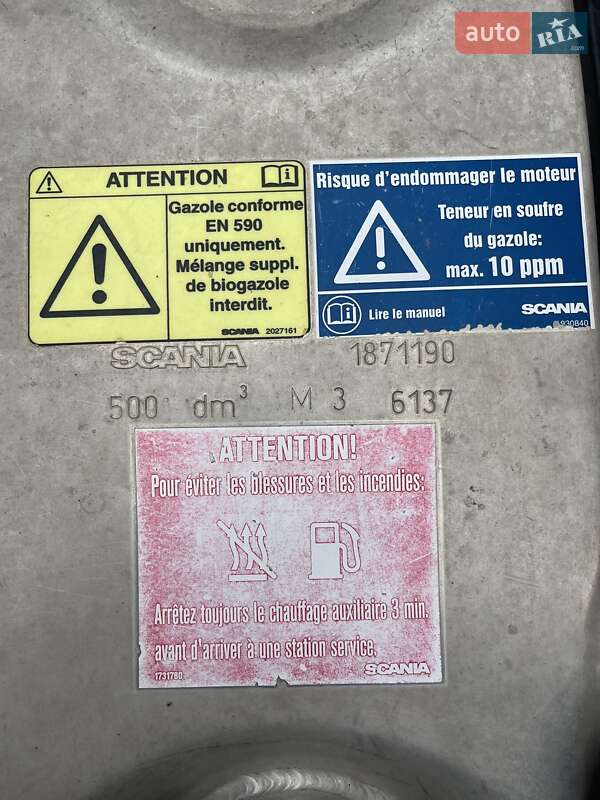 auto RIA.com
ATTENTION
Gazole conforme
EN 590
uniquement.
Mélange suppl.
de biogazole
interdit.
SCANIA 2027161
Risque d'endommager le moteur
Teneur en soufre
du gazole:
max. 10 ppm
Lire le manuel
SCANIA
930840
SCANIA 1871190
500 dm³ M 3 6137
ATTENTION!
Pour éviter les blessures et les incendies:
Arrêtez toujours le chauffage auxiliaire 3 min.
avant d'arriver à une station service.
SCANIA
1731780